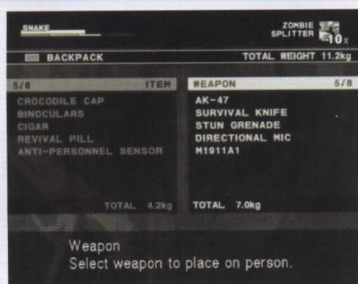 SNAKE
ZOMBIE
SPLITTER 10x
BACKPACK TOTAL WEIGHT 11.2kg
5/8 ITEM
CROCODILE CAP
BINOCULARS
CIGAR
REVIVAL PILL
ANTI-PERSONNEL SENSOR
TOTAL 4.2kg
WEAPON 5/8
AK-47
SURVIVAL KNIFE
STUN GRENADE
DIRECTIONAL MIC
M1911A1
TOTAL 7.0kg
Weapon
Select weapon to place on person.